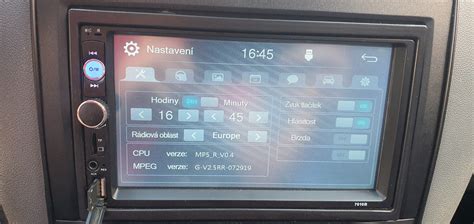 Nastavení 16:45
Hodiny Minuty
16 45
Rádiová oblast Europe
CPU verze: MP5_R_V0.4
MPEG verze: G-V2.5RR-072919
Zvuk tlačítek
Hlasitost
Brzda
7010B